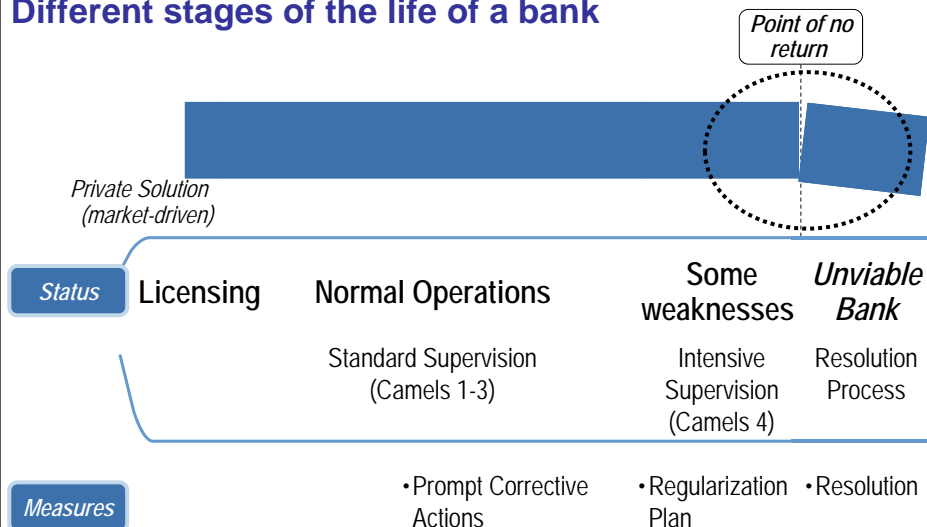 Different stages of the life of a bank
Point of no
return
Private Solution
(market-driven)
Status
Licensing
Normal Operations
Some
weaknesses
Unviable
Bank
Standard Supervision
(Camels 1-3)
Intensive
Supervision
(Camels 4)
Resolution
Process
Measures
•Prompt Corrective
Actions
•Regularization
Plan
•Resolution